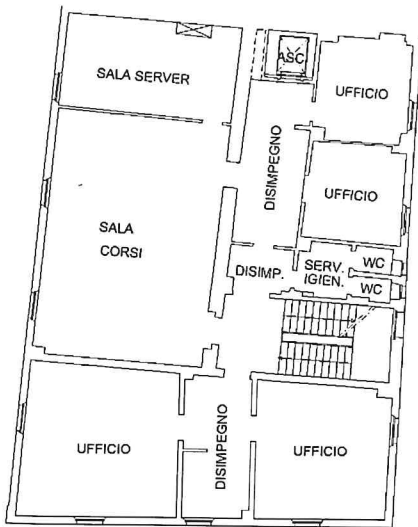 ASC
SALA SERVER
UFFICIO
DISIMPEGNO
UFFICIO
SALA
CORSI
DISIMP.
SERV.
IGIEN.
WC
WC
UFFICIO
DISIMPEGNO
UFFICIO